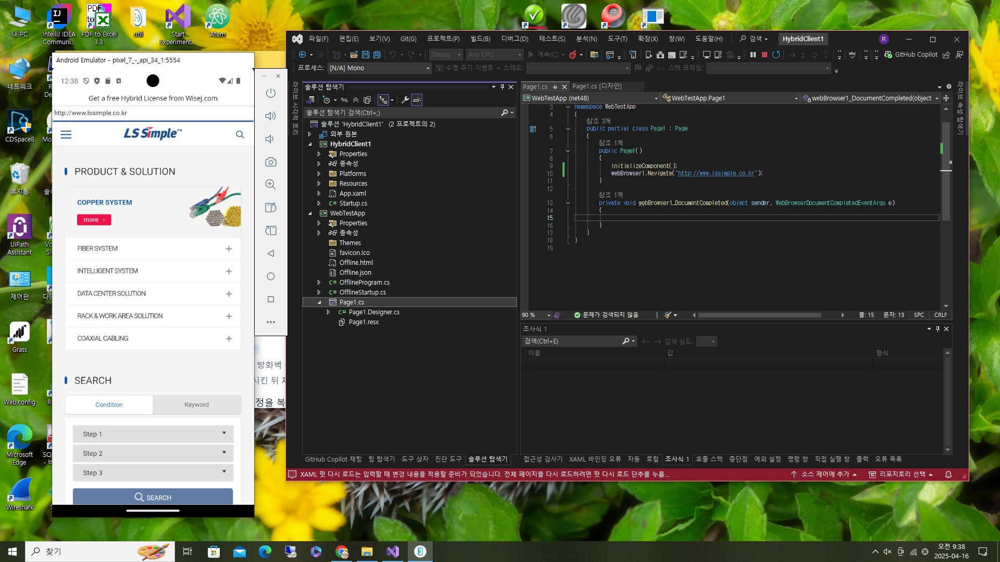 내 PC
IntelliJ IDEA
Communi...
PDF to Excel
3.3
util
Start
Experiment...
Atom
네트워크
CDSpace8
휴지통
UiPath
Assistant
제어판
Grass
Web.config
Microsoft
Edge
Wireshark
Android Emulator - pixel_7_-_api_34_1:5554
12:38
Get a free Hybrid License from Wisej.com
http://www.lssimple.co.kr
LS Simple™
PRODUCT & SOLUTION
COPPER SYSTEM
more ›
FIBER SYSTEM +
INTELLIGENT SYSTEM +
DATA CENTER SOLUTION +
RACK & WORK AREA SOLUTION +
COAXIAL CABLING +
SEARCH
Condition Keyword
Step 1
Step 2
Step 3
SEARCH
방화벽
시킨 뒤
정을 복
파일(F) 편집(E) 보기(V) Git(G) 프로젝트(P) 빌드(B) 디버그(D) 테스트(S) 분석(N) 도구(T) 확장(X) 창(W) 도움말(H) 검색 HybridClient1 R
Debug Any CPU 계속(C) GitHub Copilot
프로세스: [N/A] Mono 수명 주기 이벤트 스레드: 스택 프레임:
라이브 시각적 트리
솔루션 탐색기
솔루션 탐색기 검색(Ctrl+;)
솔루션 'HybridClient1' (2 프로젝트의 2)
외부 원본
HybridClient1
Properties
종속성
Platforms
Resources
App.xaml
C# Startup.cs
WebTestApp
Properties
종속성
Themes
favicon.ico
Offline.html
Offline.json
C# OfflineProgram.cs
C# OfflineStartup.cs
Page1.cs
C# Page1.Designer.cs
Page1.resx
GitHub Copilot 채팅 팀 탐색기 도구 상자 진단 도구 솔루션 탐색기
Page1.cs Page1.cs [디자인]
WebTestApp (net48) WebTestApp.Page1 webBrowser1_DocumentCompleted(object
3 namespace WebTestApp
4 {
참조 3개
5 public partial class Page1 : Page
6 {
참조 1개
7 public Page1()
8 {
9 InitializeComponent();
10 webBrowser1.Navigate("http://www.lssimple.co.kr");
11 }
12
참조 1개
13 private void webBrowser1_DocumentCompleted(object sender, WebBrowserDocumentCompletedEventArgs e)
14 {
15
16 }
17 }
18 }
19
90 % 문제가 검색되지 않음 줄: 15 문자: 13 SPC CRLF
라이브 속성 탐색기
조사식 1
검색(Ctrl+E) 검색 심도:
이름 값 형식
접근성 검사기 XAML 바인딩 오류 자동 로컬 조사식 1 호출 스택 중단점 예외 설정 명령 창 직접 실행 창 출력 오류 목록
XAML 핫 다시 로드는 입력할 때 변경 내용을 적용할 준비가 되었습니다. 전체 페이지를 다시 로드하려면 핫 다시 로드 단추를 누릅... 소스 제어에 추가 리포지토리 선택
찾기
오전 9:38
2025-04-16